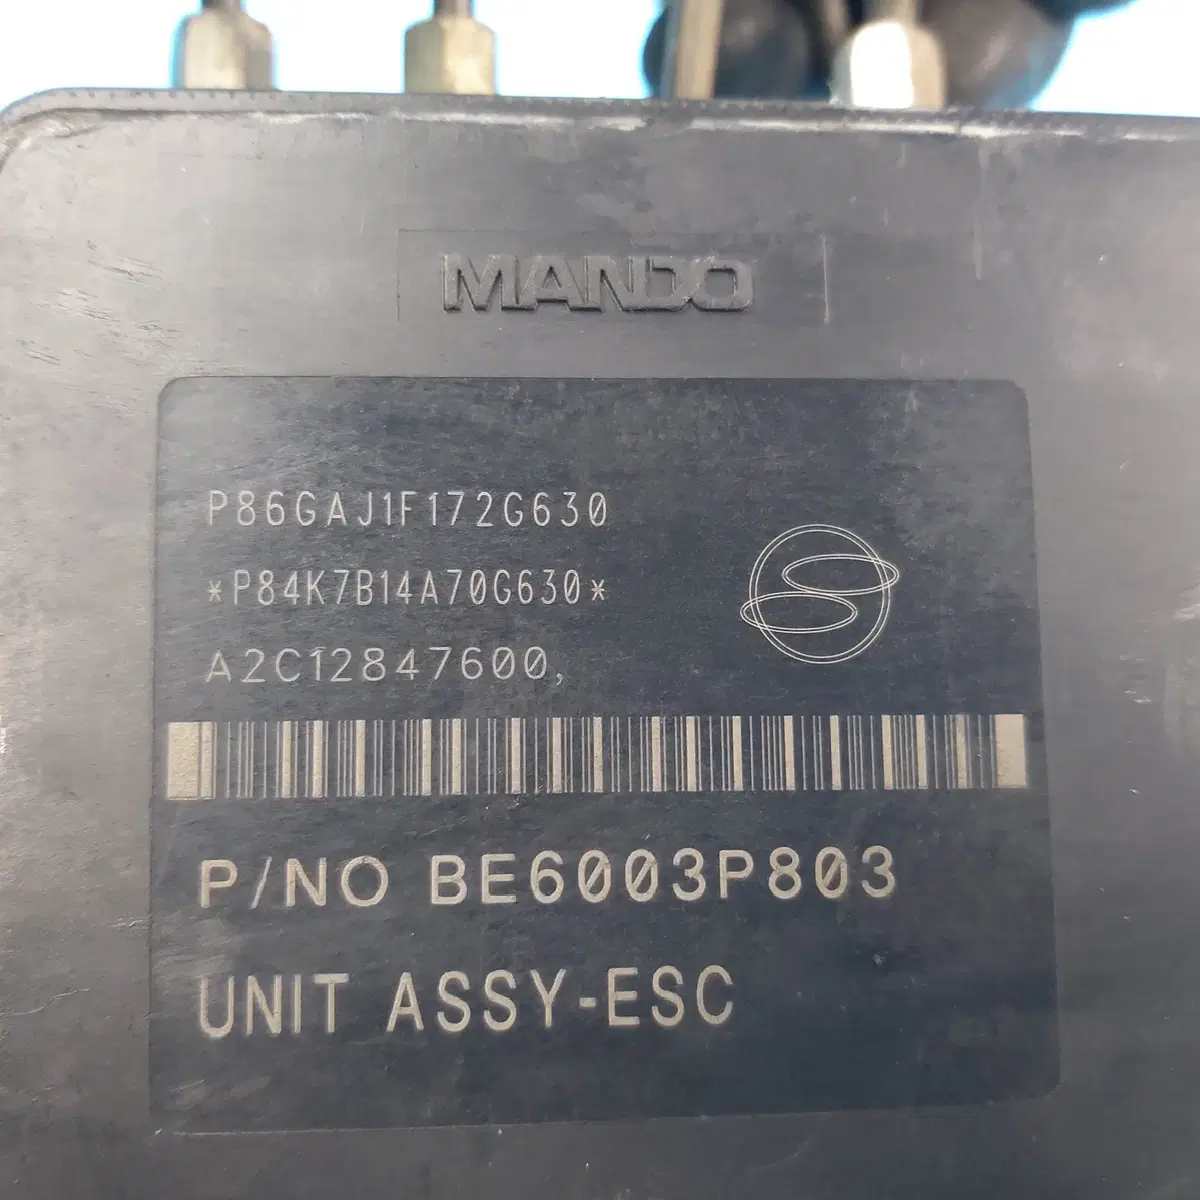 MANDO
P86GAJ1F172G630
*P84K7B14A70G630*
A2C12847600,
P/NO BE6003P803
UNIT ASSY-ESC